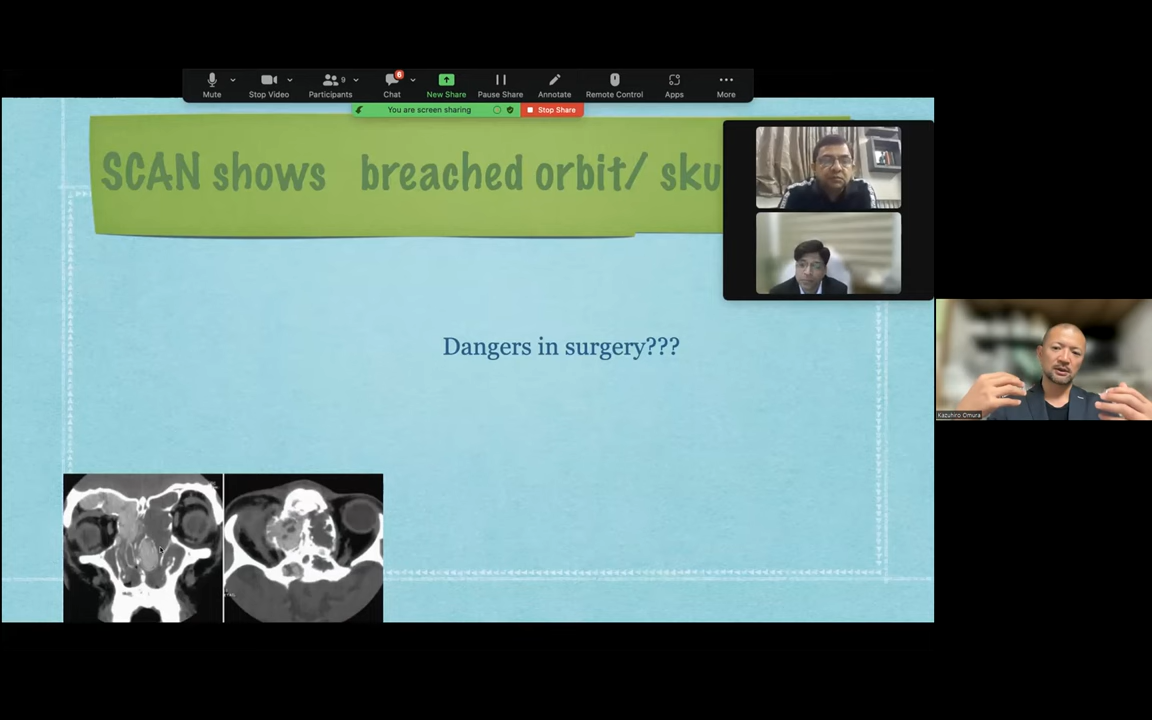 Mute
Stop Video
Participants
9
Chat
6
New Share
Pause Share
Annotate
Remote Control
Apps
More
You are screen sharing
Stop Share
SCAN shows breached orbit/ sku
Dangers in surgery???
Kazuhiro Omura